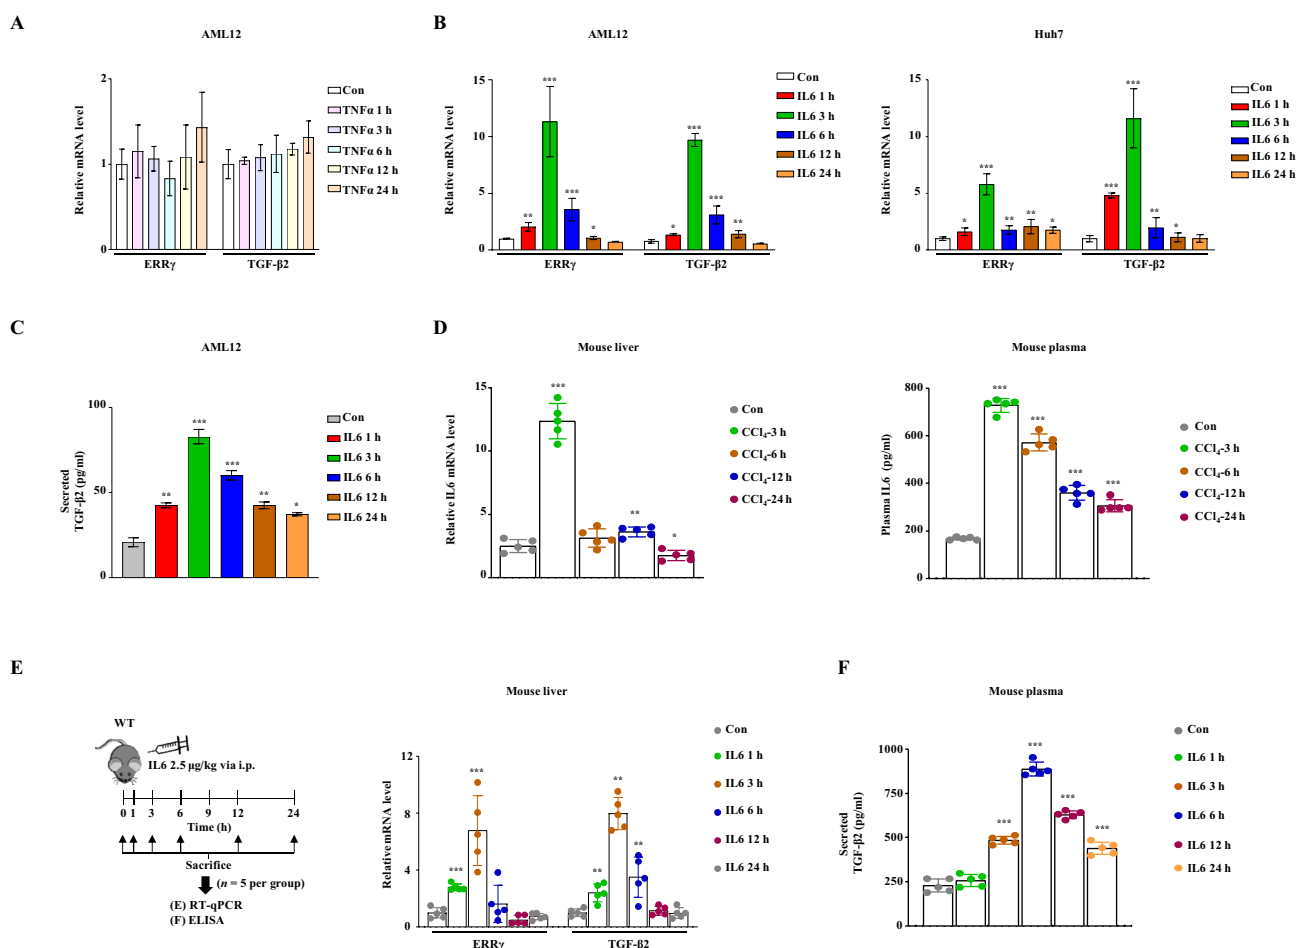 A
AML12
Relative mRNA level
2
1
0
Con
TNFα 1 h
TNFα 3 h
TNFα 6 h
TNFα 12 h
TNFα 24 h
ERRγ
TGF-β2
B
AML12
Relative mRNA level
15
10
5
0
**
***
***
*
*
***
***
**
Con
IL6 1 h
IL6 3 h
IL6 6 h
IL6 12 h
IL6 24 h
ERRγ
TGF-β2
Huh7
Relative mRNA level
15
10
5
0
*
***
**
**
*
***
***
**
*
Con
IL6 1 h
IL6 3 h
IL6 6 h
IL6 12 h
IL6 24 h
ERRγ
TGF-β2
C
AML12
Secreted
TGF-β2 (pg/ml)
100
50
0
**
***
***
**
*
Con
IL6 1 h
IL6 3 h
IL6 6 h
IL6 12 h
IL6 24 h
D
Mouse liver
Relative IL6 mRNA level
15
10
5
0
***
**
*
Con
CCl4-3 h
CCl4-6 h
CCl4-12 h
CCl4-24 h
Mouse plasma
Plasma IL6 (pg/ml)
800
600
400
200
0
***
***
***
***
Con
CCl4-3 h
CCl4-6 h
CCl4-12 h
CCl4-24 h
E
WT
IL6 2.5 µg/kg via i.p.
0 1 3 6 9 12 24
Time (h)
Sacrifice
(n = 5 per group)
(E) RT-qPCR
(F) ELISA
Mouse liver
Relative mRNA level
12
8
4
0
***
***
**
**
**
Con
IL6 1 h
IL6 3 h
IL6 6 h
IL6 12 h
IL6 24 h
ERRγ
TGF-ß2
F
Mouse plasma
Secreted
TGF-β2 (pg/ml)
1000
750
500
250
0
***
***
***
***
Con
IL6 1 h
IL6 3 h
IL6 6 h
IL6 12 h
IL6 24 h